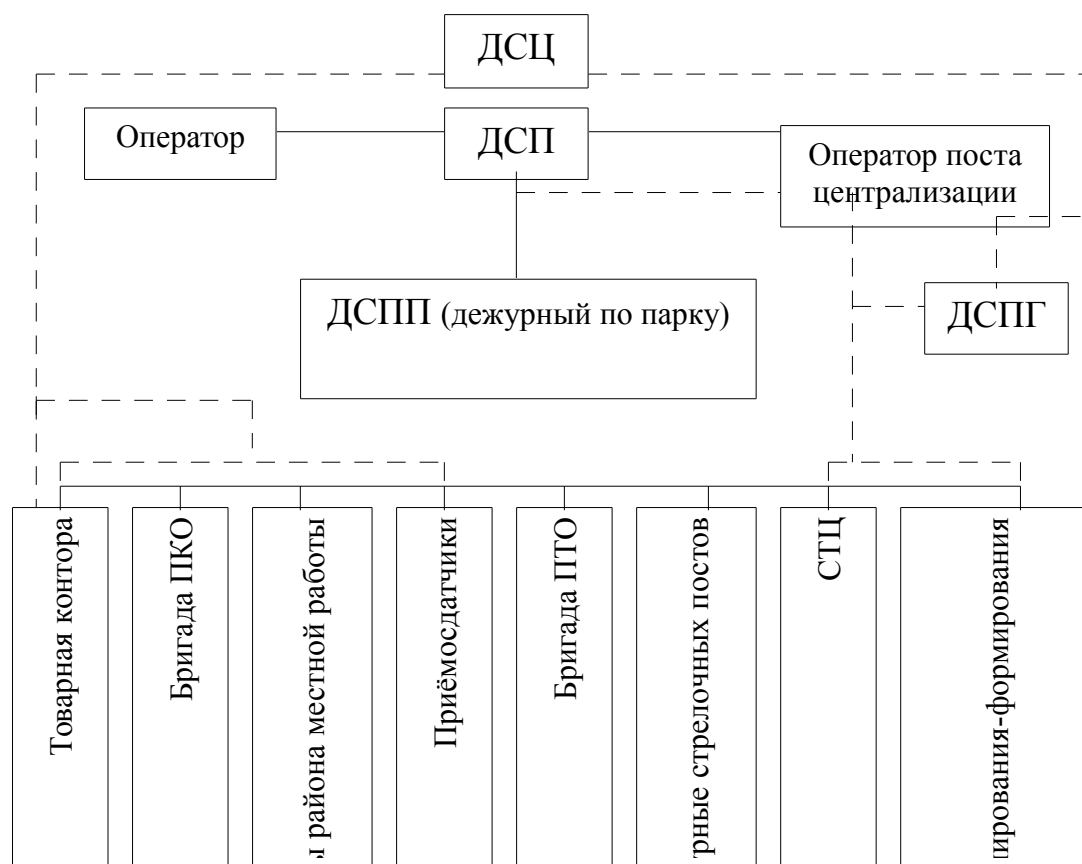 ДСЦ
Оператор
ДСП
Оператор поста
централизации
ДСПП (дежурный по парку)
ДСПГ
Товарная контора
Бригада ПКО
района местной работы
Приёмосдатчики
Бригада ПТО
стрелочных постов
СТЦ